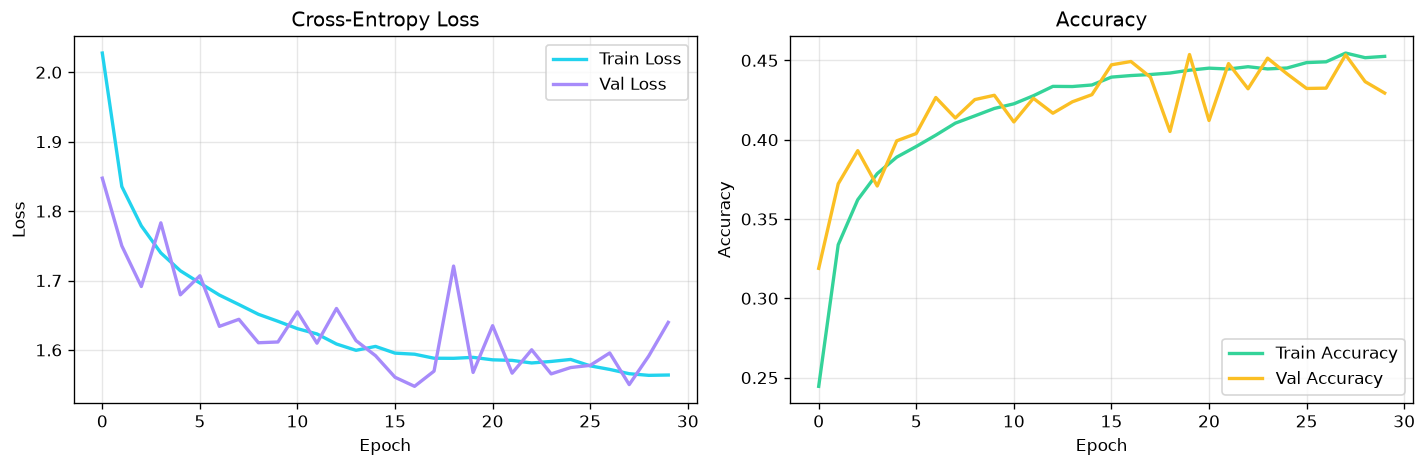 Cross-Entropy Loss
Train Loss
Val Loss
2.0
1.9
1.8
1.7
1.6
Loss
0 5 10 15 20 25 30
Epoch
Accuracy
0.45
0.40
0.35
0.30
0.25
Accuracy
Train Accuracy
Val Accuracy
0 5 10 15 20 25 30
Epoch